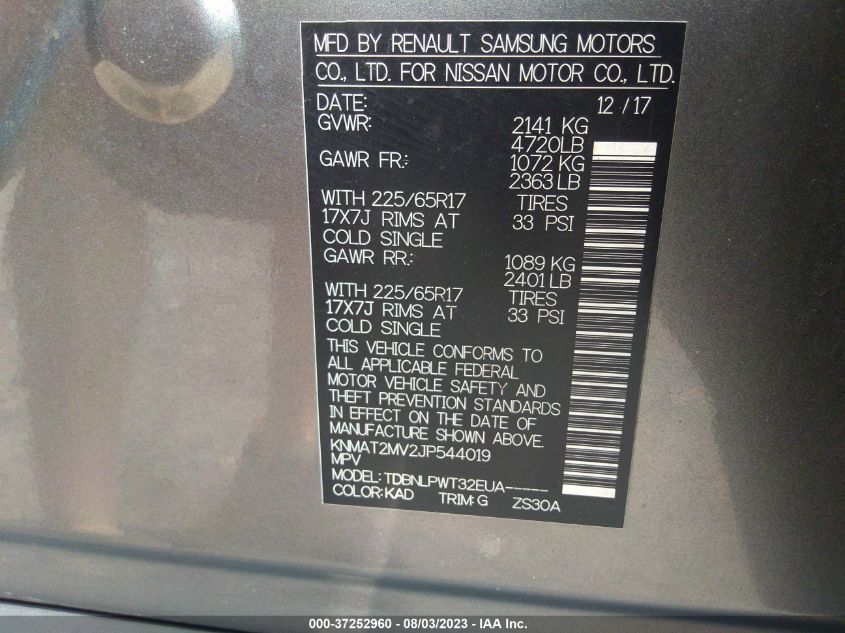 MFD BY RENAULT SAMSUNG MOTORS
CO., LTD. FOR NISSAN MOTOR CO., LTD.
DATE: 12 / 17
GVWR: 2141 KG
4720LB
GAWR FR.: 1072 KG
2363 LB
WITH 225/65R17 TIRES
17X7J RIMS AT 33 PSI
COLD SINGLE
GAWR RR.: 1089 KG
2401 LB
WITH 225/65R17 TIRES
17X7J RIMS AT 33 PSI
COLD SINGLE
THIS VEHICLE CONFORMS TO
ALL APPLICABLE FEDERAL
MOTOR VEHICLE SAFETY AND
THEFT PREVENTION STANDARDS
IN EFFECT ON THE DATE OF
MANUFACTURE SHOWN ABOVE.
KNMAT2MV2JP544019
MPV
MODEL: TDBNLPWT32EUA-----
COLOR:KAD TRIM:G ZS30A
000-37252960 - 08/03/2023 - IAA Inc.